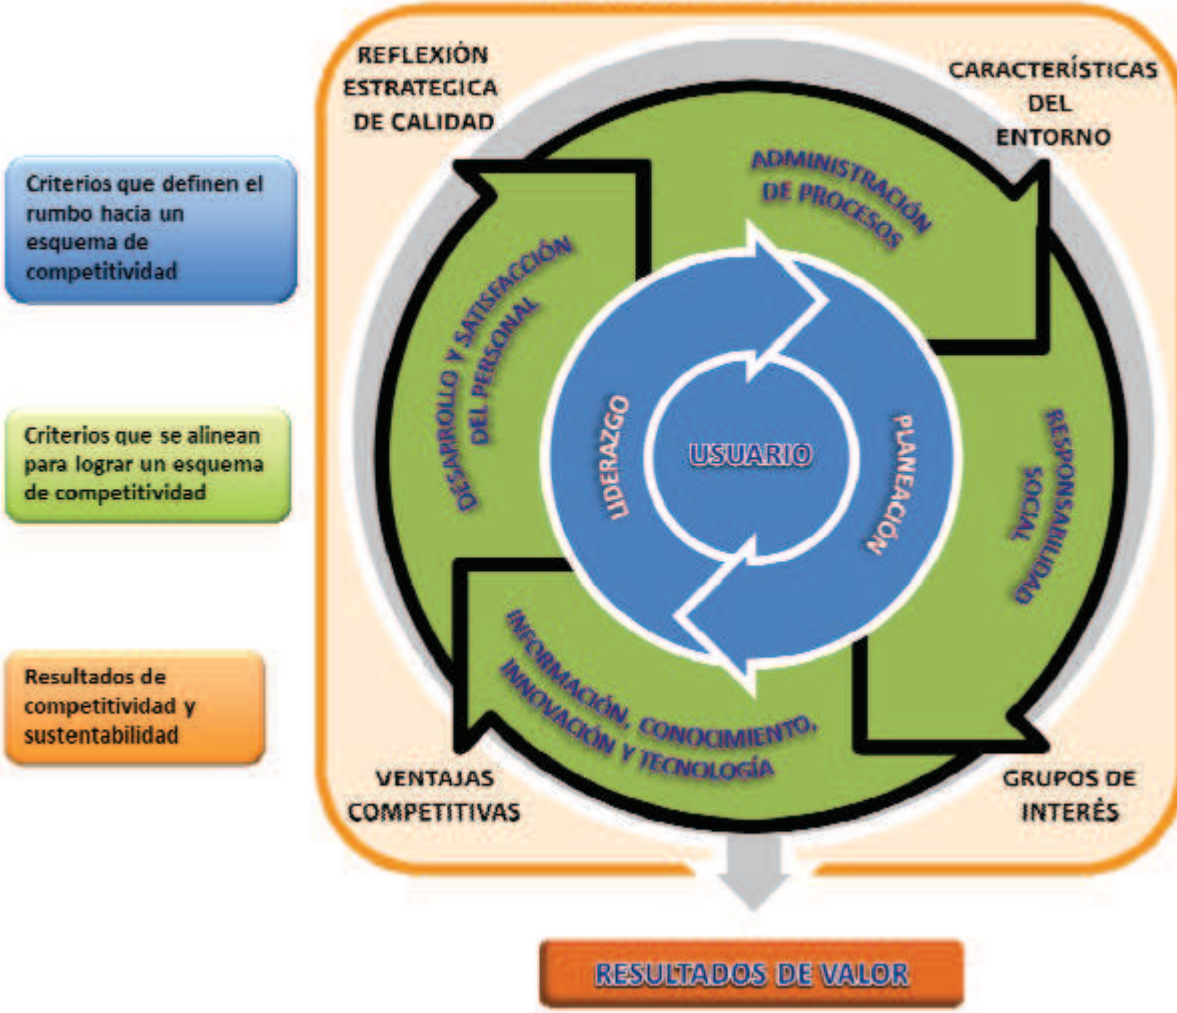 REFLEXIÓN
ESTRATEGICA
DE CALIDAD
CARACTERÍSTICAS
DEL
ENTORNO
Criterios que definen el
rumbo hacia un
esquema de
competitividad
Criterios que se alinean
para lograr un esquema
de competitividad
Resultados de
competitividad y
sustentabilidad
ADMINISTRACIÓN
DE PROCESOS
DESARROLLO Y SATISFACCIÓN
DEL PERSONAL
LIDERAZGO
USUARIO
PLANEACIÓN
RESPONSABILIDAD
SOCIAL
INFORMACIÓN, CONOCIMIENTO,
INNOVACIÓN Y TECNOLOGÍA
VENTAJAS
COMPETITIVAS
GRUPOS DE
INTERÉS
RESULTADOS DE VALOR